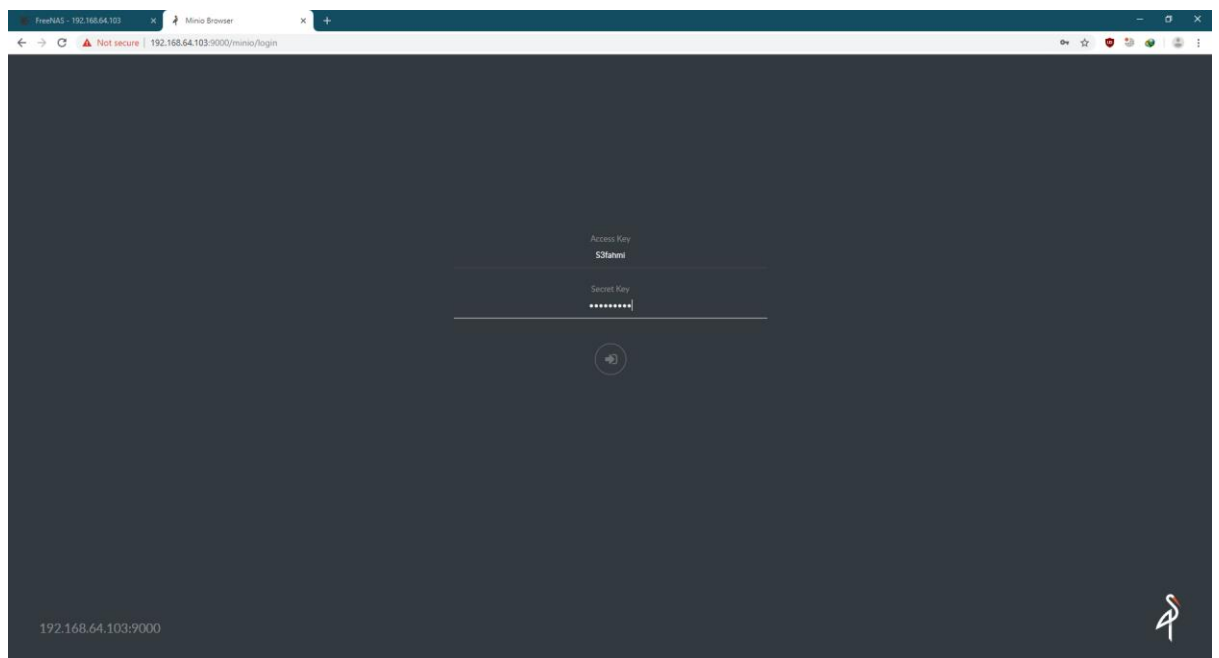 FreeNAS - 192.168.64.103
Minio Browser
Not secure | 192.168.64.103:9000/minio/login
Access Key
S3fahmi
Secret Key
•••••••••
192.168.64.103:9000